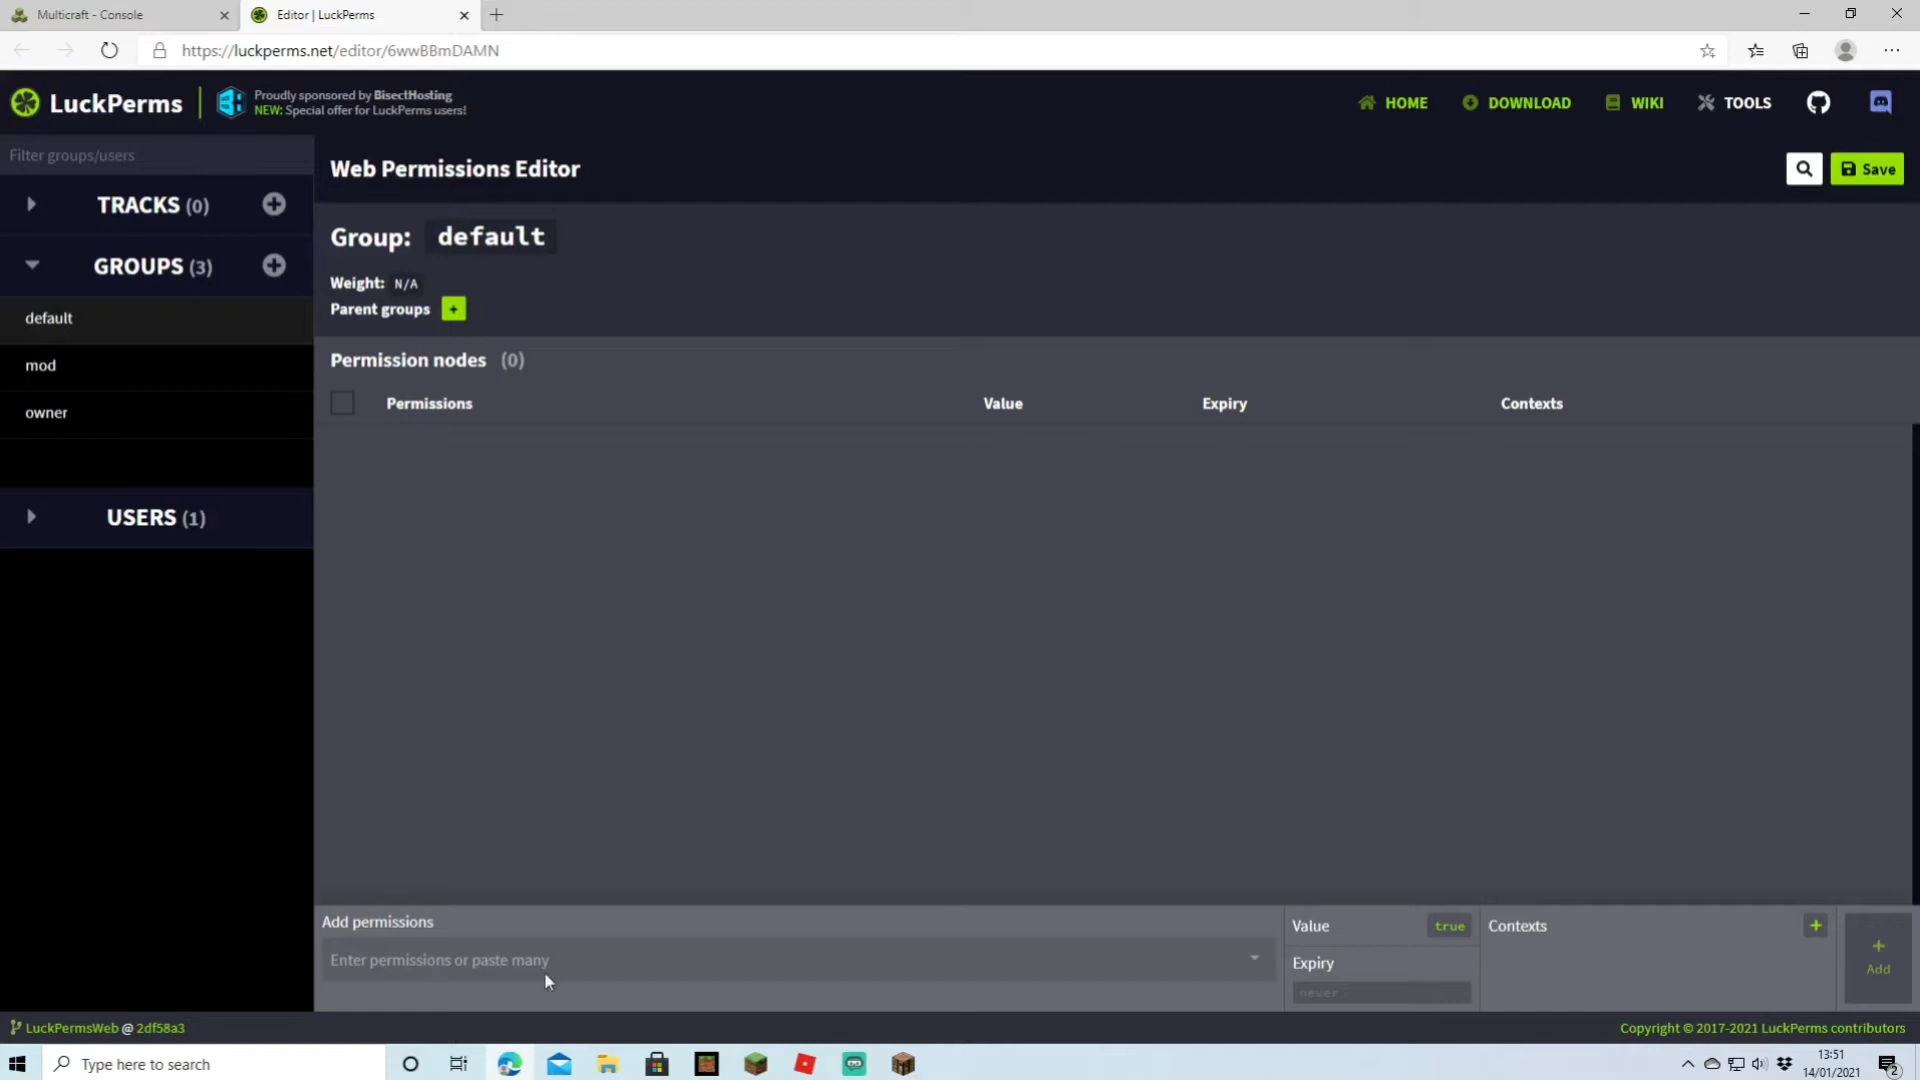 Multicraft - Console
Editor | LuckPerms
https://luckperms.net/editor/6wwBBmDAMN
LuckPerms
Proudly sponsored by BisectHosting
NEW: Special offer for LuckPerms users!
HOME
DOWNLOAD
WIKI
TOOLS
Filter groups/users
Web Permissions Editor
Save
TRACKS (0)
Group: default
GROUPS (3)
Weight: N/A
Parent groups +
default
mod
owner
Permission nodes (0)
Permissions Value Expiry Contexts
USERS (1)
Add permissions
Enter permissions or paste many
Value true
Expiry
never
Contexts +
+
Add
LuckPermsWeb @ 2df58a3
Copyright © 2017-2021 LuckPerms contributors
Type here to search
13:51
14/01/2021
2